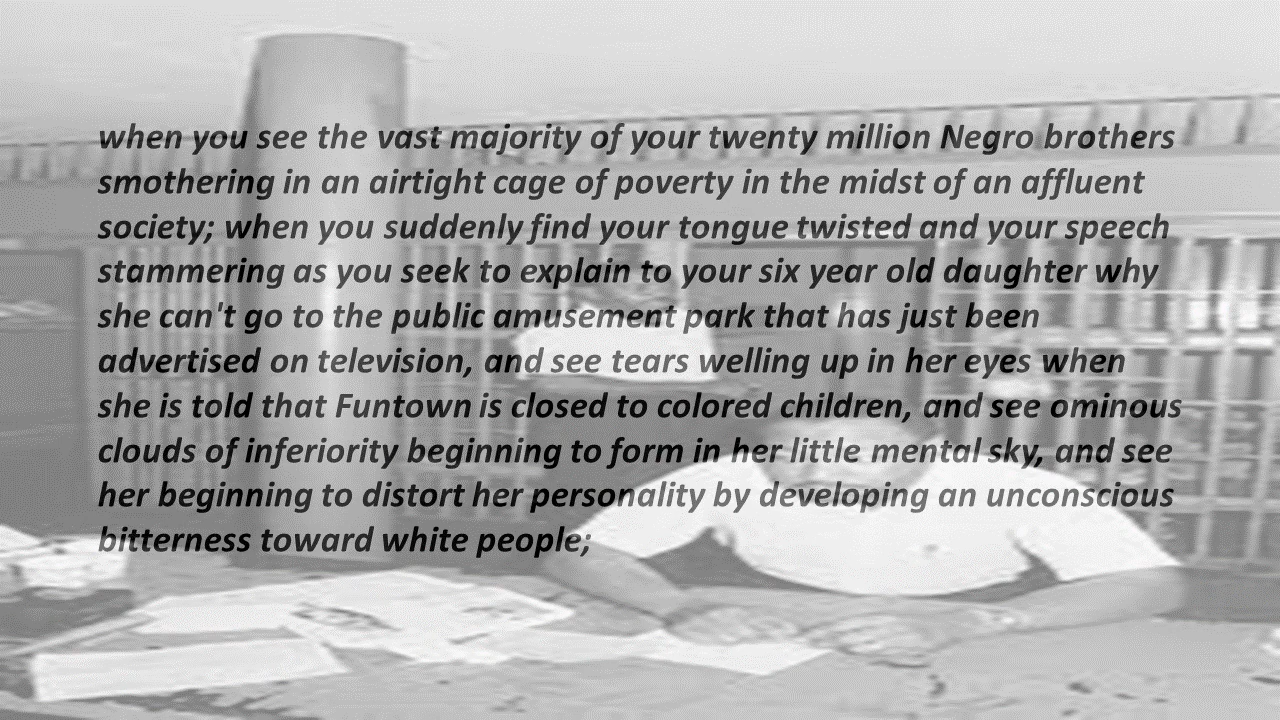 when you see the vast majority of your twenty million Negro brothers
smothering in an airtight cage of poverty in the midst of an affluent
society; when you suddenly find your tongue twisted and your speech
stammering as you seek to explain to your six year old daughter why
she can't go to the public amusement park that has just been
advertised on television, and see tears welling up in her eyes when
she is told that Funtown is closed to colored children, and see ominous
clouds of inferiority beginning to form in her little mental sky, and see
her beginning to distort her personality by developing an unconscious
bitterness toward white people;